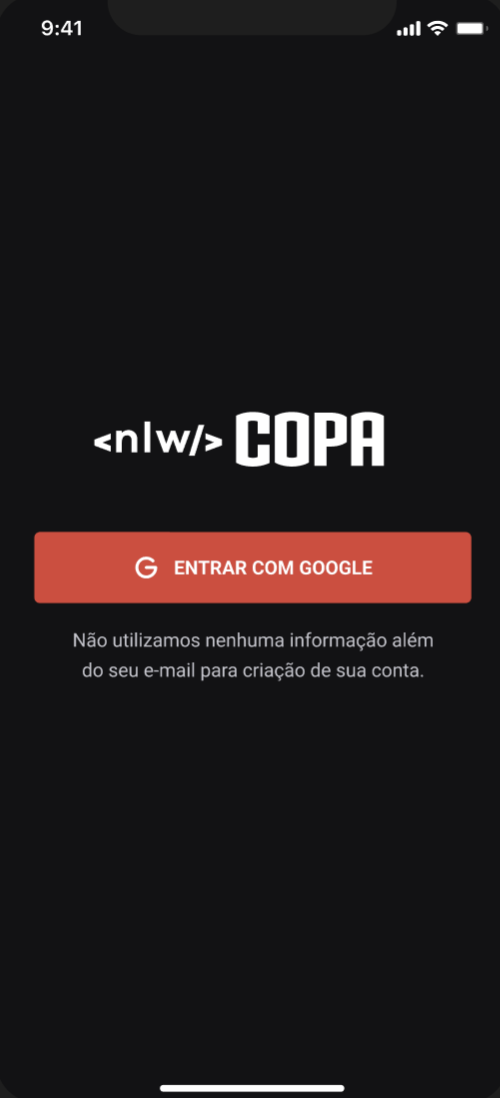 9:41
<nlw/> COPA
G ENTRAR COM GOOGLE
Não utilizamos nenhuma informação além
do seu e-mail para criação de sua conta.